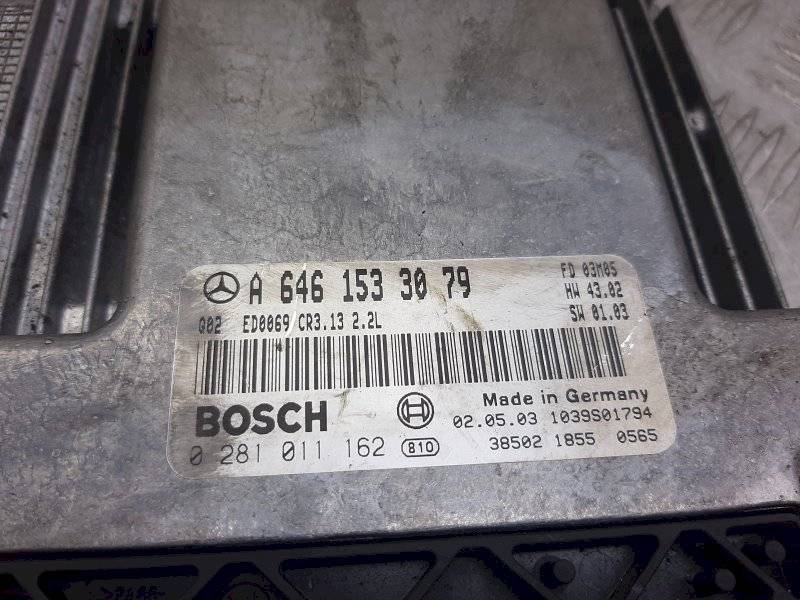 A 646 153 30 79
FD 03M05
HW 43.02
SW 01.03
Q02 ED0069/CR3.13 2.2L
BOSCH
Made in Germany
02.05.03 1039S01794
0 281 011 162 810
38502 1855 0565